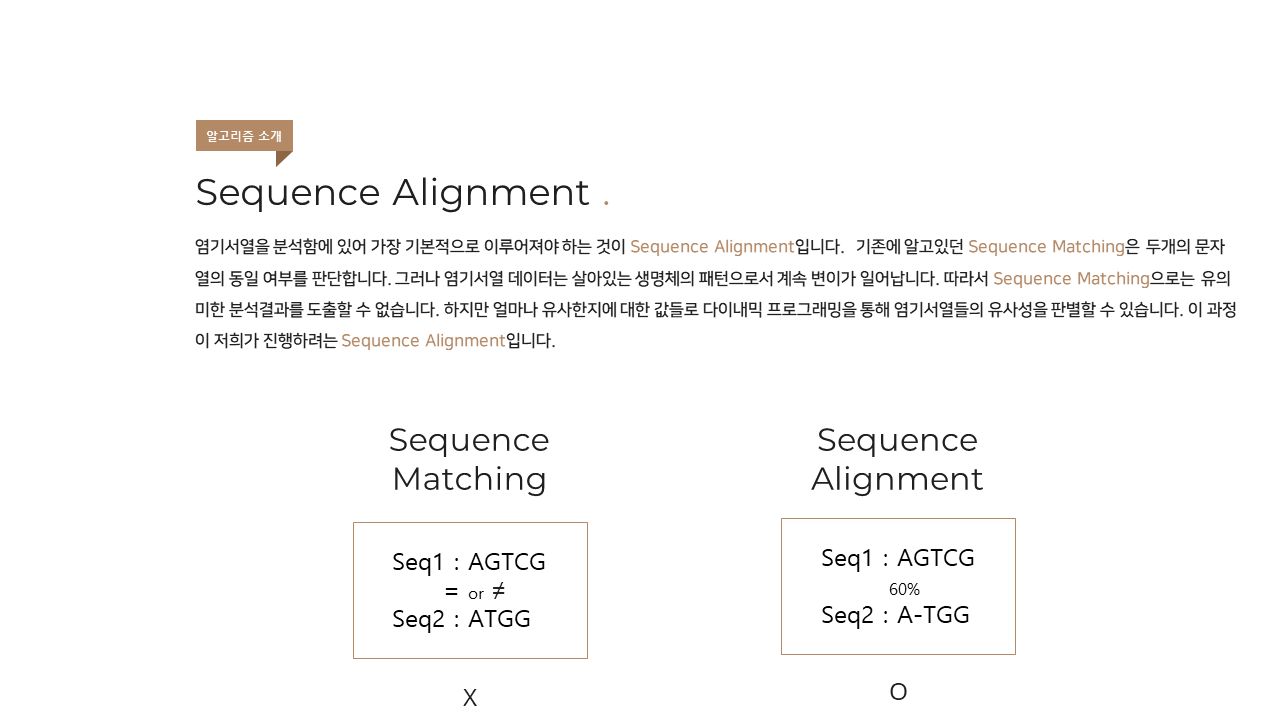 알고리즘 소개
Sequence Alignment .
염기서열을 분석함에 있어 가장 기본적으로 이루어져야 하는 것이 Sequence Alignment입니다. 기존에 알고있던 Sequence Matching은 두개의 문자
열의 동일 여부를 판단합니다. 그러나 염기서열 데이터는 살아있는 생명체의 패턴으로서 계속 변이가 일어납니다. 따라서 Sequence Matching으로는 유의
미한 분석결과를 도출할 수 없습니다. 하지만 얼마나 유사한지에 대한 값들로 다이내믹 프로그래밍을 통해 염기서열들의 유사성을 판별할 수 있습니다. 이 과정
이 저희가 진행하려는 Sequence Alignment입니다.
Sequence
Matching
Seq1 : AGTCG
= or ≠
Seq2 : ATGG
X
Sequence
Alignment
Seq1 : AGTCG
60%
Seq2 : A-TGG
O